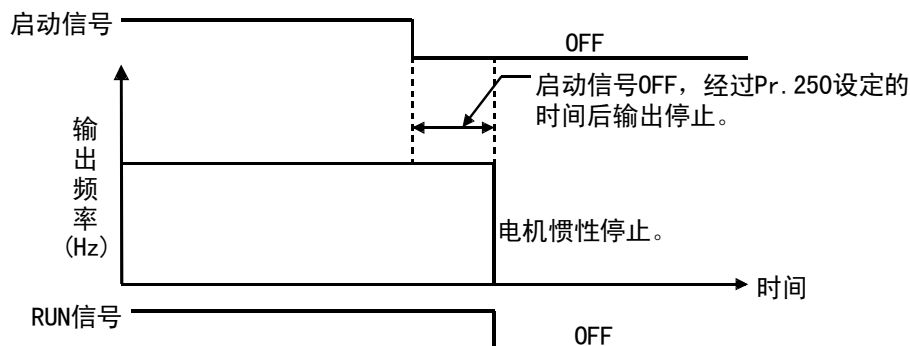 启动信号
OFF
启动信号OFF，经过Pr.250设定的
时间后输出停止。
输出频率
(Hz)
电机惯性停止。
时间
RUN信号
OFF